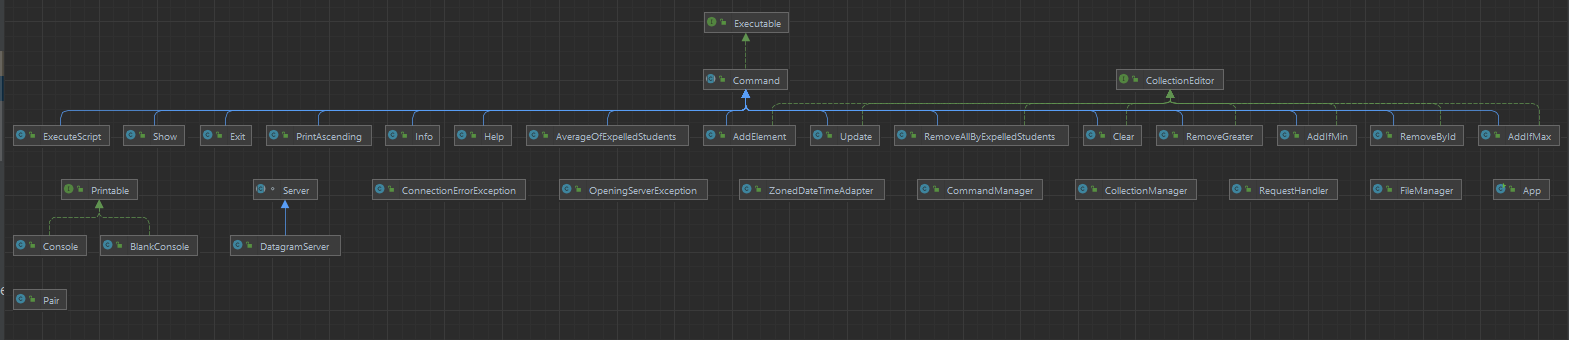 Executable
Command
CollectionEditor
ExecuteScript
Show
Exit
PrintAscending
Info
Help
AverageOfExpelledStudents
AddElement
Update
RemoveAllByExpelledStudents
Clear
RemoveGreater
AddIfMin
RemoveById
AddIfMax
Printable
Server
ConnectionErrorException
OpeningServerException
ZonedDateTimeAdapter
CommandManager
CollectionManager
RequestHandler
FileManager
App
Console
BlankConsole
DatagramServer
Pair